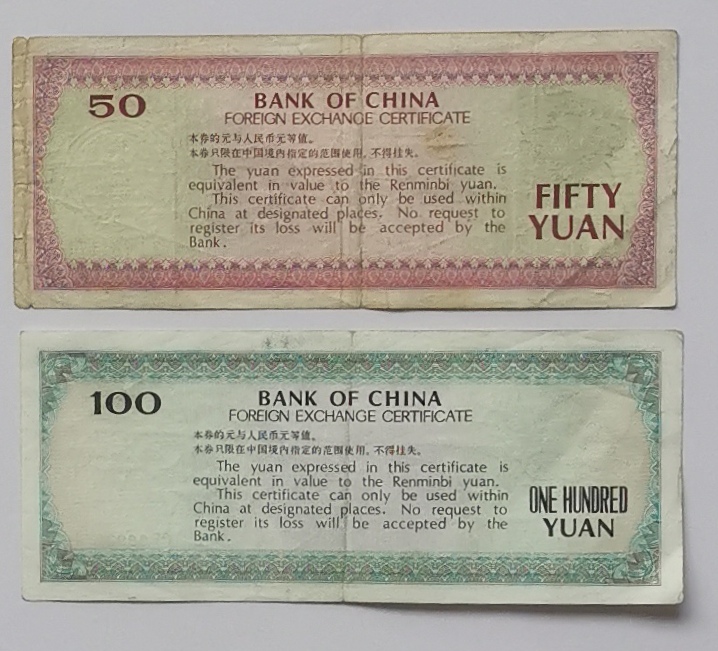 50
BANK OF CHINA
FOREIGN EXCHANGE CERTIFICATE
本券的元与人民币元等值。
本券只限在中国境内指定的范围使用,不得挂失。
The yuan expressed in this certificate is
equivalent in value to the Renminbi yuan.
This certificate can only be used within
China at designated places. No request to
register its loss will be accepted by the
Bank.
FIFTY
YUAN
100
BANK OF CHINA
FOREIGN EXCHANGE CERTIFICATE
本券的元与人民币元等值。
本券只限在中国境内指定的范围使用,不得挂失。
The yuan expressed in this certificate is
equivalent in value to the Renminbi yuan.
This certificate can only be used within
China at designated places. No request to
register its loss will be accepted by the
Bank.
ONE HUNDRED
YUAN